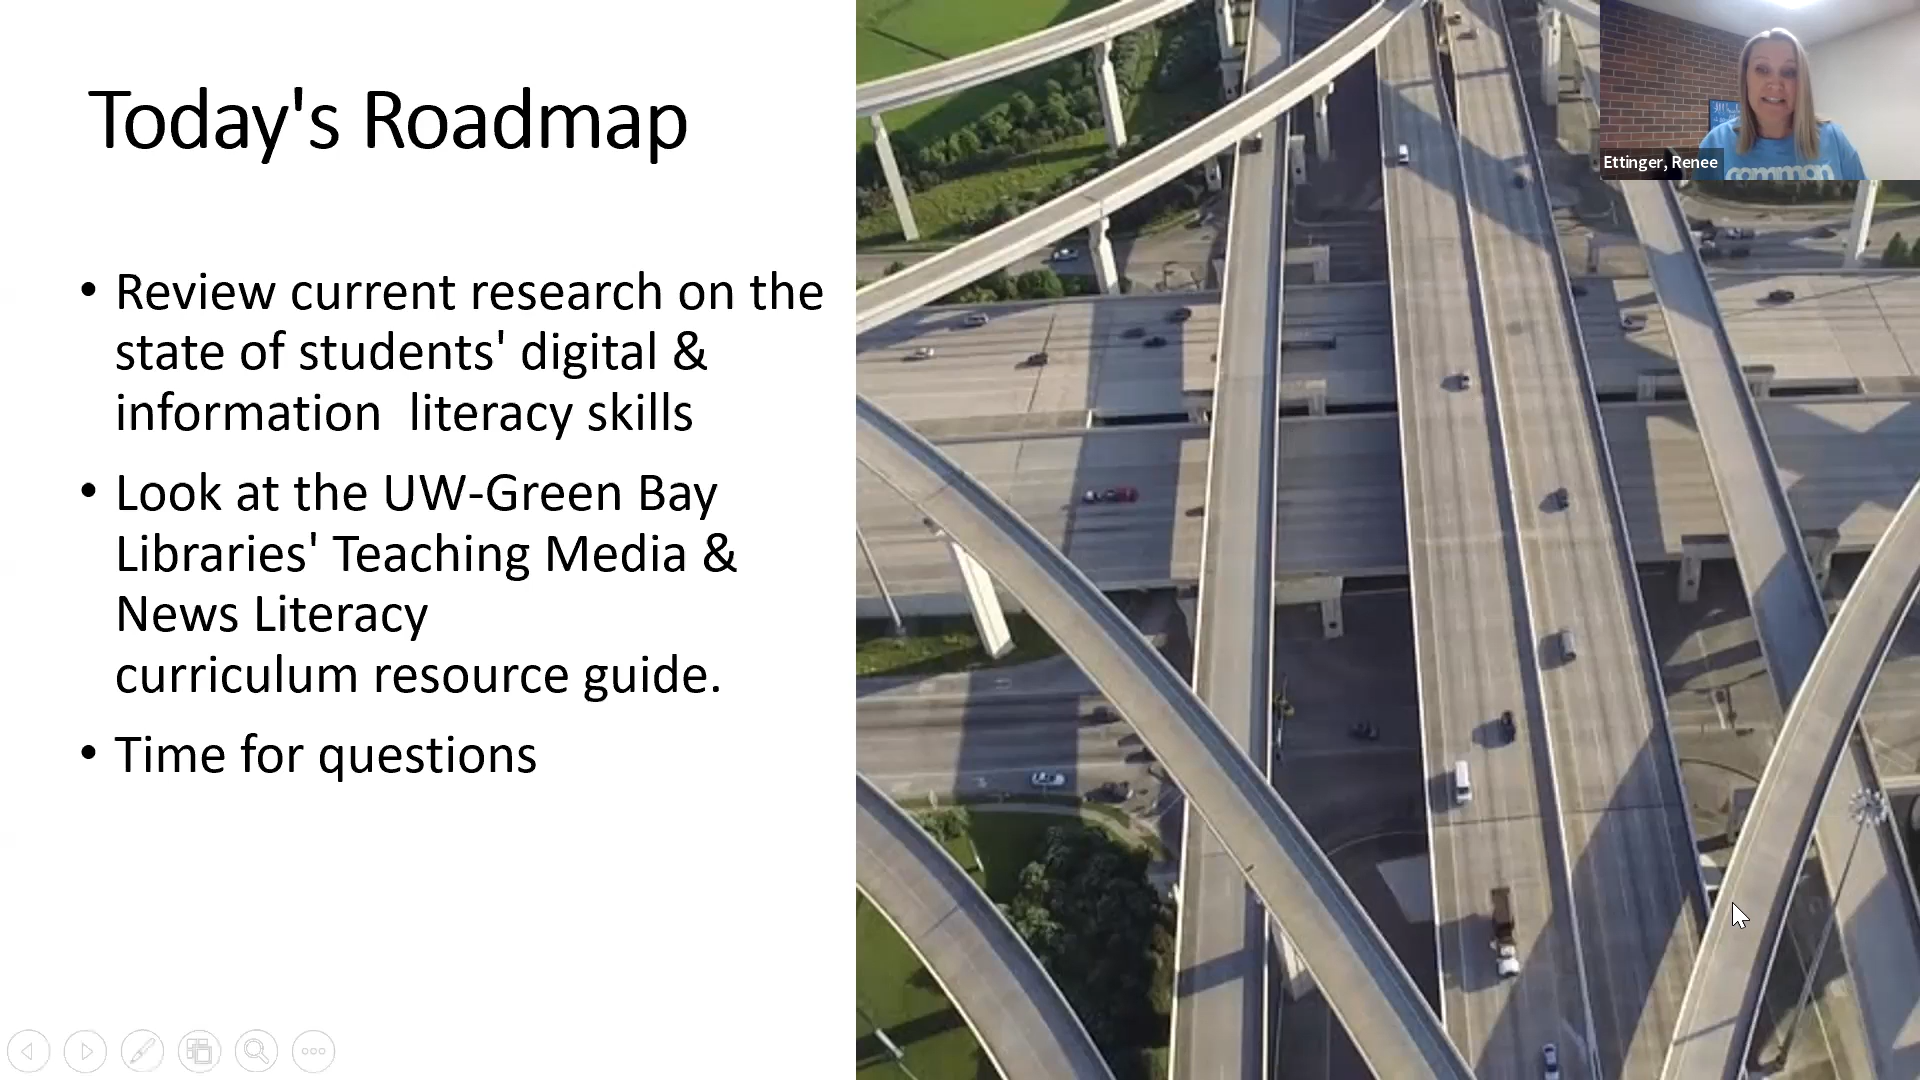 Today's Roadmap
• Review current research on the
state of students' digital &
information  literacy skills
• Look at the UW-Green Bay
Libraries' Teaching Media &
News Literacy
curriculum resource guide.
• Time for questions
Ettinger, Renee
common